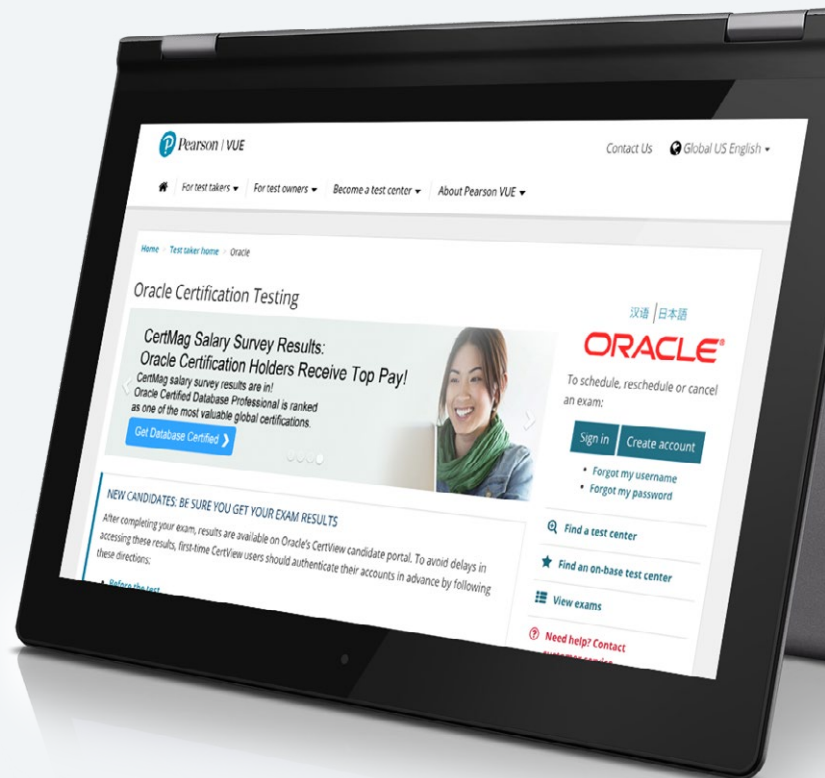 Pearson | VUE
Contact Us
Global US English
For test takers
For test owners
Become a test center
About Pearson VUE
Home > Test taker home > Oracle
Oracle Certification Testing
CertMag Salary Survey Results:
Oracle Certification Holders Receive Top Pay!
CertMag salary survey results are in!
Oracle Certified Database Professional is ranked
as one of the most valuable global certifications.
Get Database Certified ❯
NEW CANDIDATES: BE SURE YOU GET YOUR EXAM RESULTS
After completing your exam, results are available on Oracle's CertView candidate portal. To avoid delays in
accessing these results, first-time CertView users should authenticate their accounts in advance by following
these directions:
• Before the test
汉语 | 日本語
ORACLE®
To schedule, reschedule or cancel
an exam:
Sign in
Create account
• Forgot my username
• Forgot my password
Find a test center
Find an on-base test center
View exams
Need help? Contact
customer service